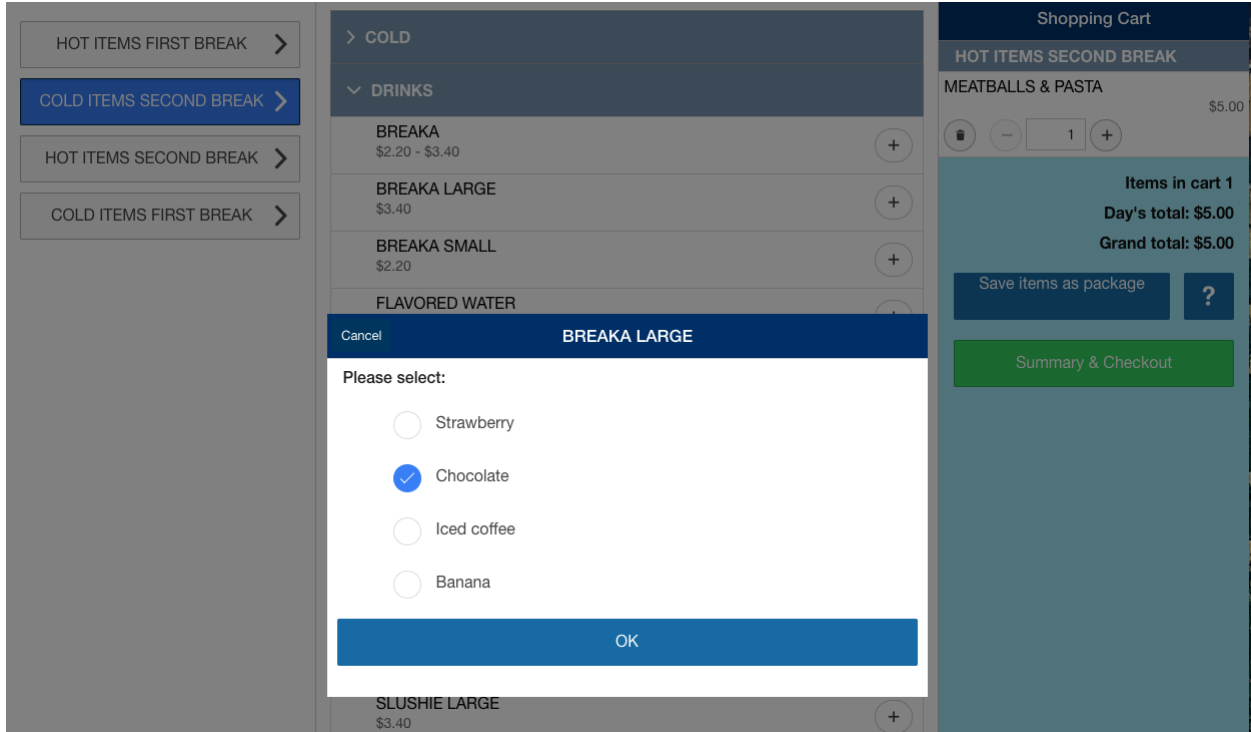 HOT ITEMS FIRST BREAK
COLD ITEMS SECOND BREAK
HOT ITEMS SECOND BREAK
COLD ITEMS FIRST BREAK
COLD
DRINKS
BREAKA
$2.20 - $3.40
BREAKA LARGE
$3.40
BREAKA SMALL
$2.20
FLAVORED WATER
Cancel
BREAKA LARGE
Please select:
Strawberry
Chocolate
Iced coffee
Banana
OK
SLUSHIE LARGE
$3.40
Shopping Cart
HOT ITEMS SECOND BREAK
MEATBALLS & PASTA
$5.00
1
Items in cart 1
Day's total: $5.00
Grand total: $5.00
Save items as package
?
Summary & Checkout